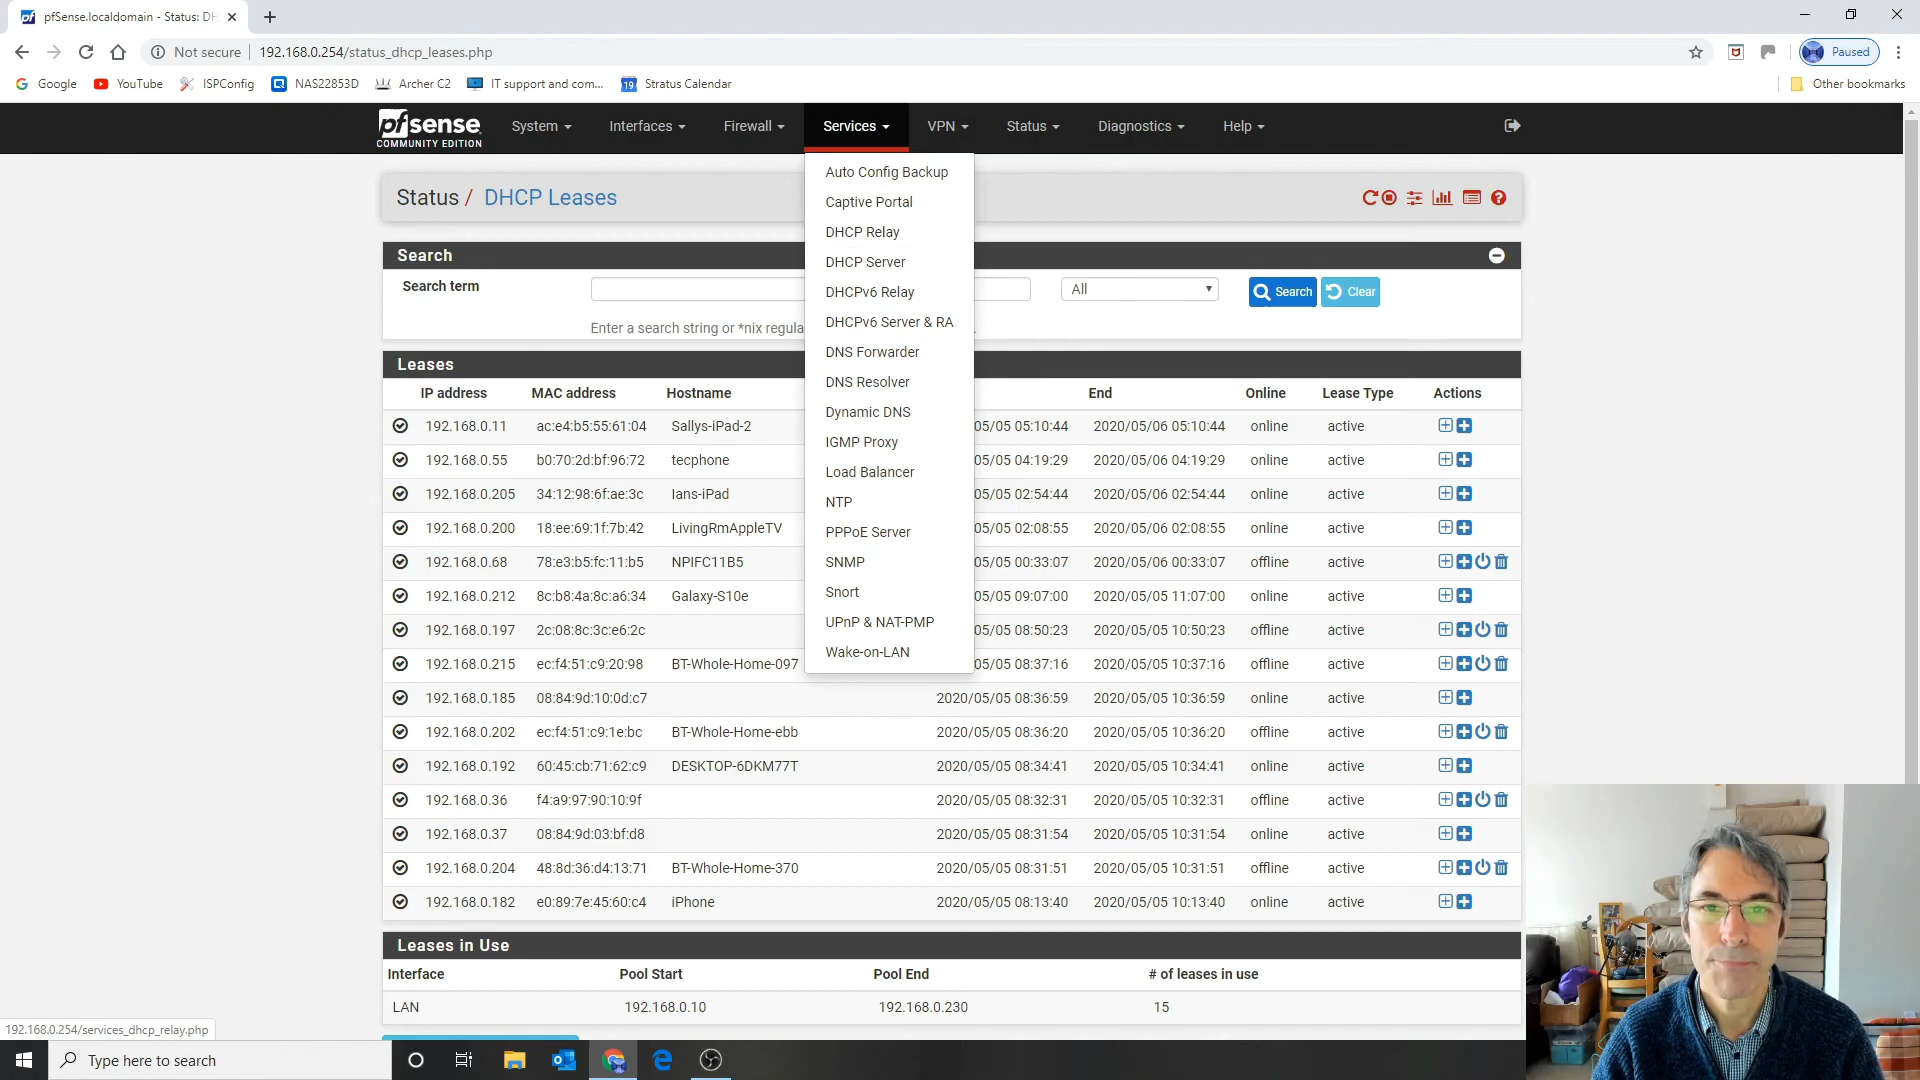 pfSense.localdomain - Status: DH
Not secure 192.168.0.254/status_dhcp_leases.php
Paused
Google YouTube ISPConfig NAS22853D Archer C2 IT support and com... 19 Stratus Calendar Other bookmarks
pfsense COMMUNITY EDITION
System Interfaces Firewall Services VPN Status Diagnostics Help
Auto Config Backup
Captive Portal
DHCP Relay
DHCP Server
DHCPv6 Relay
DHCPv6 Server & RA
DNS Forwarder
DNS Resolver
Dynamic DNS
IGMP Proxy
Load Balancer
NTP
PPPoE Server
SNMP
Snort
UPnP & NAT-PMP
Wake-on-LAN
Status / DHCP Leases
Search
Search term All Search Clear
Enter a search string or *nix regula
Leases
IP address MAC address Hostname End Online Lease Type Actions
192.168.0.11 ac:e4:b5:55:61:04 Sallys-iPad-2 05/05 05:10:44 2020/05/06 05:10:44 online active
192.168.0.55 b0:70:2d:bf:96:72 tecphone 05/05 04:19:29 2020/05/06 04:19:29 online active
192.168.0.205 34:12:98:6f:ae:3c Ians-iPad 05/05 02:54:44 2020/05/06 02:54:44 online active
192.168.0.200 18:ee:69:1f:7b:42 LivingRmAppleTV 05/05 02:08:55 2020/05/06 02:08:55 online active
192.168.0.68 78:e3:b5:fc:11:b5 NPIFC11B5 05/05 00:33:07 2020/05/06 00:33:07 offline active
192.168.0.212 8c:b8:4a:8c:a6:34 Galaxy-S10e 05/05 09:07:00 2020/05/05 11:07:00 online active
192.168.0.197 2c:08:8c:3c:e6:2c 05/05 08:50:23 2020/05/05 10:50:23 offline active
192.168.0.215 ec:f4:51:c9:20:98 BT-Whole-Home-097 05/05 08:37:16 2020/05/05 10:37:16 offline active
192.168.0.185 08:84:9d:10:0d:c7 2020/05/05 08:36:59 2020/05/05 10:36:59 online active
192.168.0.202 ec:f4:51:c9:1e:bc BT-Whole-Home-ebb 2020/05/05 08:36:20 2020/05/05 10:36:20 offline active
192.168.0.192 60:45:cb:71:62:c9 DESKTOP-6DKM77T 2020/05/05 08:34:41 2020/05/05 10:34:41 online active
192.168.0.36 f4:a9:97:90:10:9f 2020/05/05 08:32:31 2020/05/05 10:32:31 offline active
192.168.0.37 08:84:9d:03:bf:d8 2020/05/05 08:31:54 2020/05/05 10:31:54 online active
192.168.0.204 48:8d:36:d4:13:71 BT-Whole-Home-370 2020/05/05 08:31:51 2020/05/05 10:31:51 offline active
192.168.0.182 e0:89:7e:45:60:c4 iPhone 2020/05/05 08:13:40 2020/05/05 10:13:40 online active
Leases in Use
Interface Pool Start Pool End # of leases in use
LAN 192.168.0.10 192.168.0.230 15
192.168.0.254/services_dhcp_relay.php
Type here to search